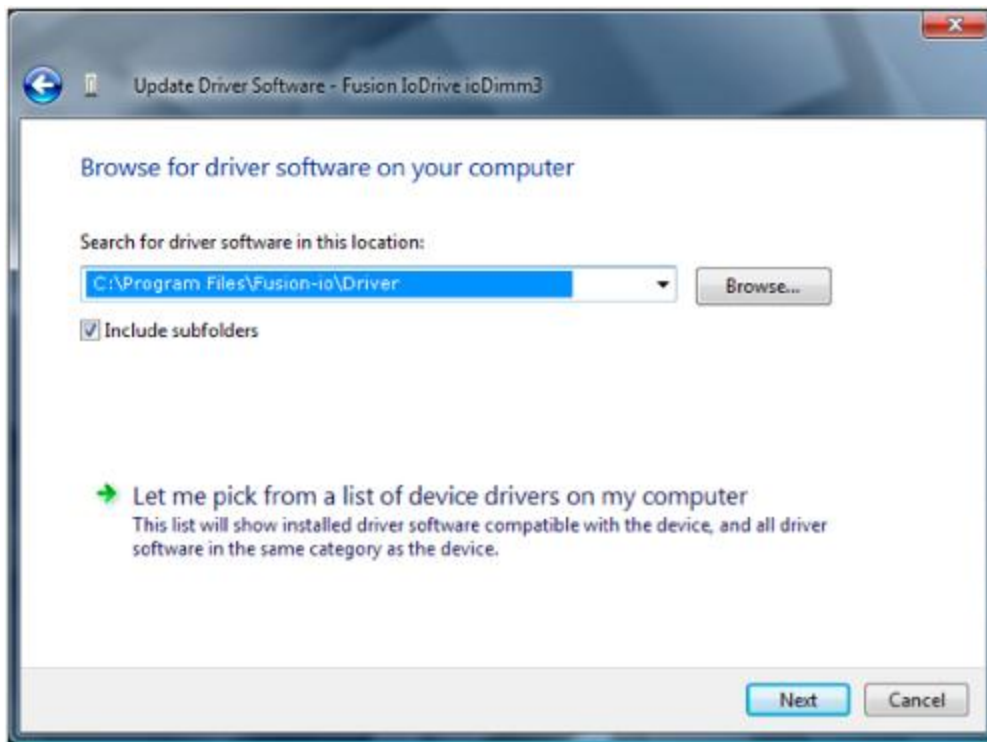 Update Driver Software - Fusion IoDrive ioDimm3
Browse for driver software on your computer
Search for driver software in this location:
C:\Program Files\Fusion-io\Driver
Browse...
Include subfolders
Let me pick from a list of device drivers on my computer
This list will show installed driver software compatible with the device, and all driver
software in the same category as the device.
Next
Cancel